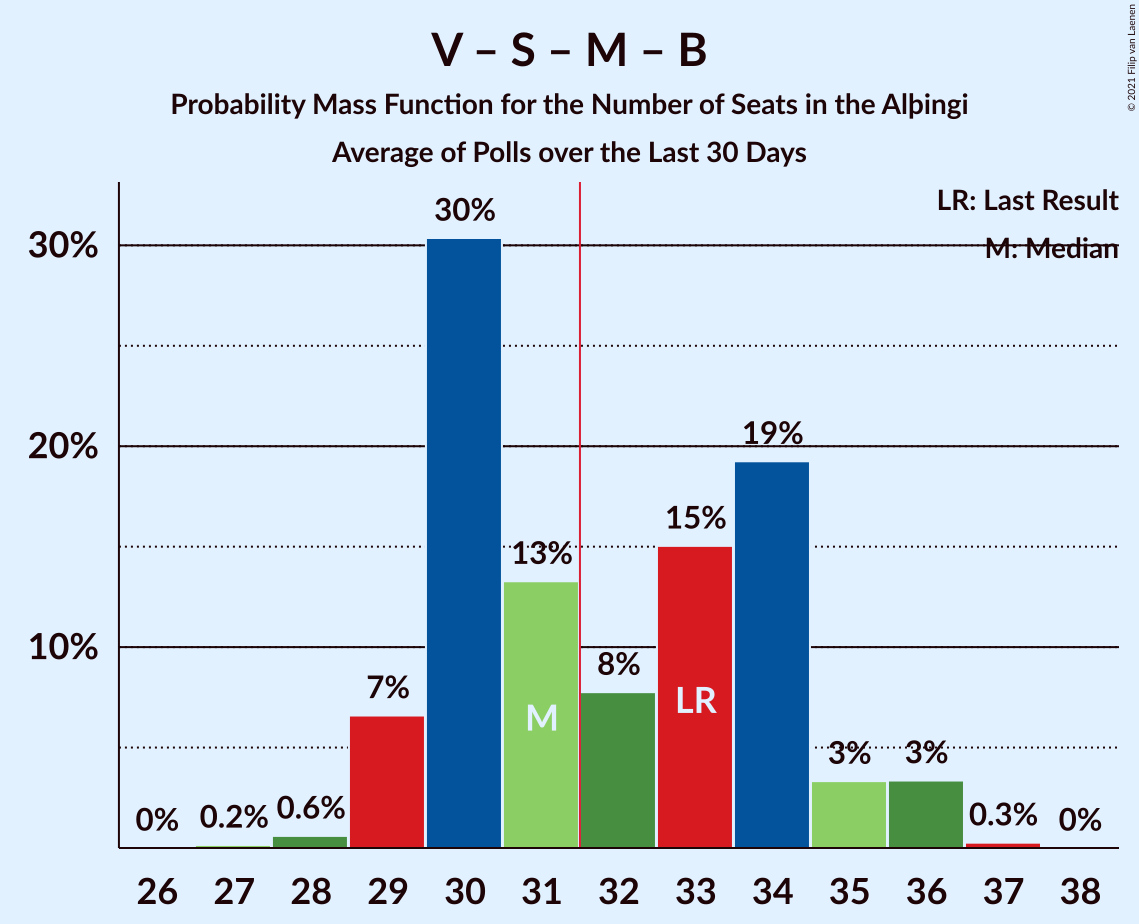 V – S – M – B
Probability Mass Function for the Number of Seats in the Alþingi
Average of Polls over the Last 30 Days
© 2021 Filip van Laenen
LR: Last Result
M: Median
30%
20%
10%
0%
0.2%
0.6%
7%
30%
13%
8%
15%
19%
3%
3%
0.3%
0%
M
LR
26 27 28 29 30 31 32 33 34 35 36 37 38